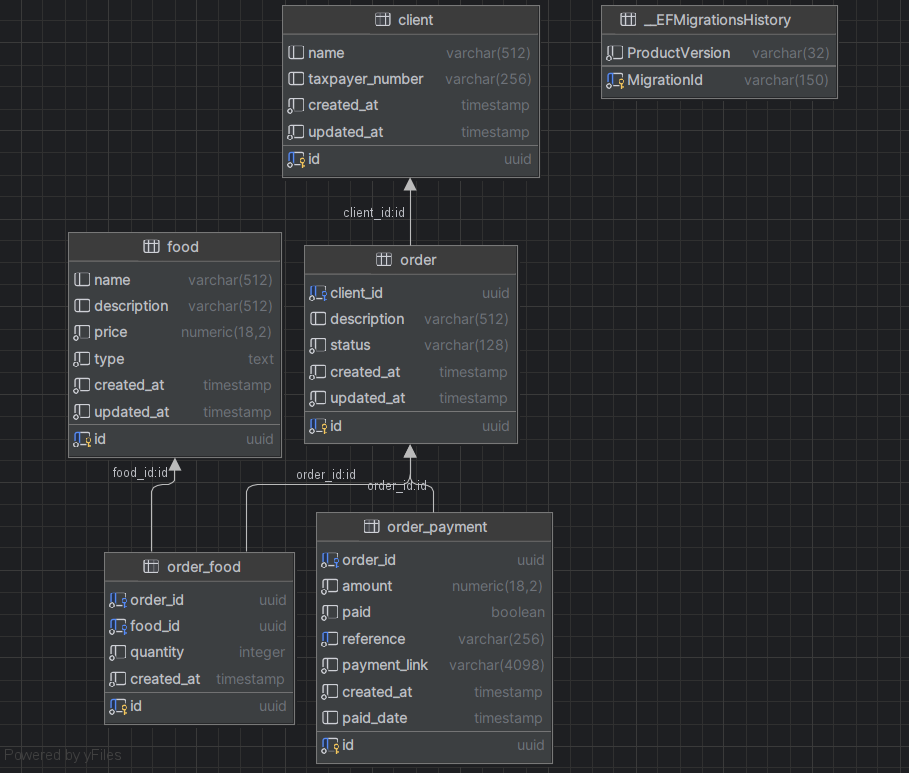 client
name varchar(512)
taxpayer_number varchar(256)
created_at timestamp
updated_at timestamp
id uuid
__EFMigrationsHistory
ProductVersion varchar(32)
MigrationId varchar(150)
client_id:id
food
name varchar(512)
description varchar(512)
price numeric(18,2)
type text
created_at timestamp
updated_at timestamp
id uuid
order
client_id uuid
description varchar(512)
status varchar(128)
created_at timestamp
updated_at timestamp
id uuid
food_id:id
order_id:id
order_id:id
order_food
order_id uuid
food_id uuid
quantity integer
created_at timestamp
id uuid
order_payment
order_id uuid
amount numeric(18,2)
paid boolean
reference varchar(256)
payment_link varchar(4098)
created_at timestamp
paid_date timestamp
id uuid
Powered by yFiles